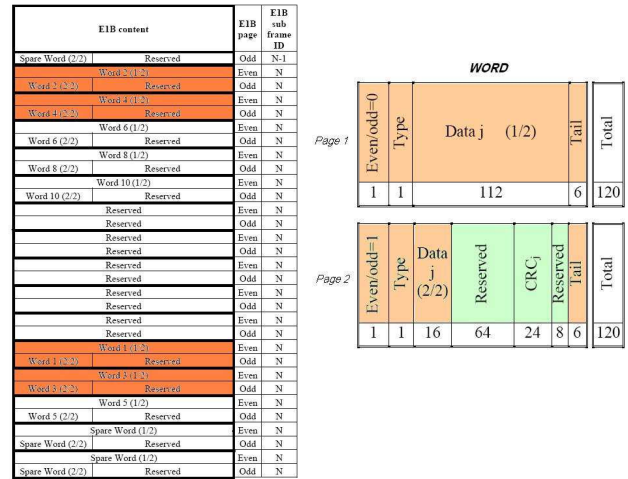 E1B content E1B page E1B sub frame ID
Spare Word (2/2) Reserved Odd N-1
Word 2 (1/2) Even N
Word 2 (2/2) Reserved Odd N
Word 4 (1/2) Even N
Word 4 (2/2) Reserved Odd N
Word 6 (1/2) Even N
Word 6 (2/2) Reserved Odd N
Word 8 (1/2) Even N
Word 8 (2/2) Reserved Odd N
Word 10 (1/2) Even N
Word 10 (2/2) Reserved Odd N
Reserved Even N
Reserved Odd N
Reserved Even N
Reserved Odd N
Reserved Even N
Reserved Odd N
Reserved Even N
Reserved Odd N
Reserved Even N
Reserved Odd N
Word 1 (1/2) Even N
Word 1 (2/2) Reserved Odd N
Word 3 (1/2) Even N
Word 3 (2/2) Reserved Odd N
Word 5 (1/2) Even N
Word 5 (2/2) Reserved Odd N
Spare Word (1/2) Even N
Spare Word (2/2) Reserved Odd N
Spare Word (1/2) Even N
Spare Word (2/2) Reserved Odd N
WORD
Page 1 Even/odd=0 Type Data j (1/2) Tail Total
1 1 112 6 120
Page 2 Even/odd=1 Type Data j (2/2) Reserved CRCj Reserved Tail Total
1 1 16 64 24 8 6 120